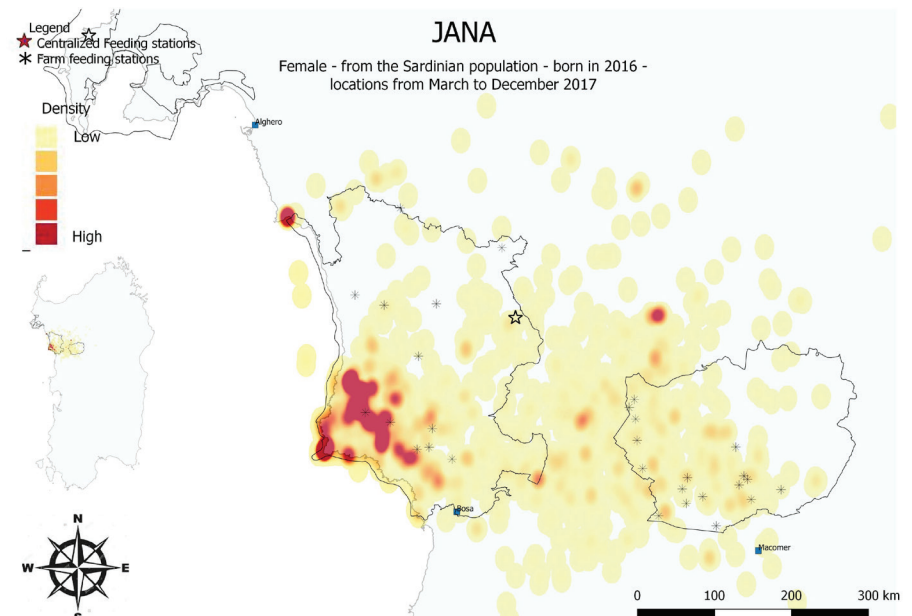 JANA
Female - from the Sardinian population - born in 2016 -
locations from March to December 2017
Legend
Centralized Feeding stations
Farm feeding stations
Density
Low
High
Alghero
Bosa
Macomer
N
W E
S
0 100 200 300 km